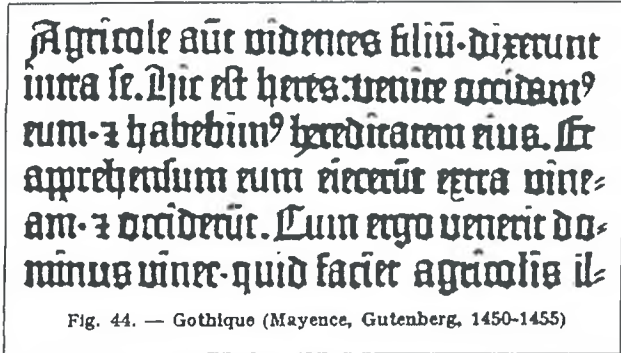 Agricole aūt videntes filiū·dixerunt
intra se. Hic est heres: venite occidam⁹
eum·⁊ habebim⁹ hereditatem eius. Et
apprehensum eum eiecerūt extra vine⸗
am·⁊ occiderūt. Cum ergo venerit do⸗
minus vinee·quid faciet agricolis il⸗
Fig. 44. — Gothique (Mayence, Gutenberg, 1450-1455)